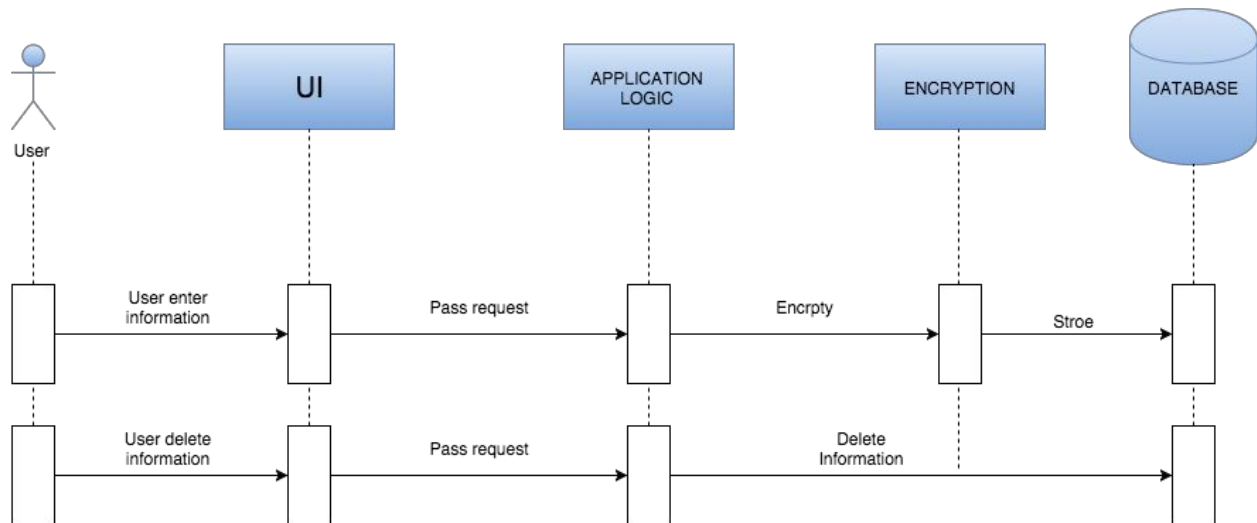 User
UI
APPLICATION
LOGIC
ENCRYPTION
DATABASE
User enter
information
Pass request
Encrpty
Stroe
User delete
information
Pass request
Delete
Information